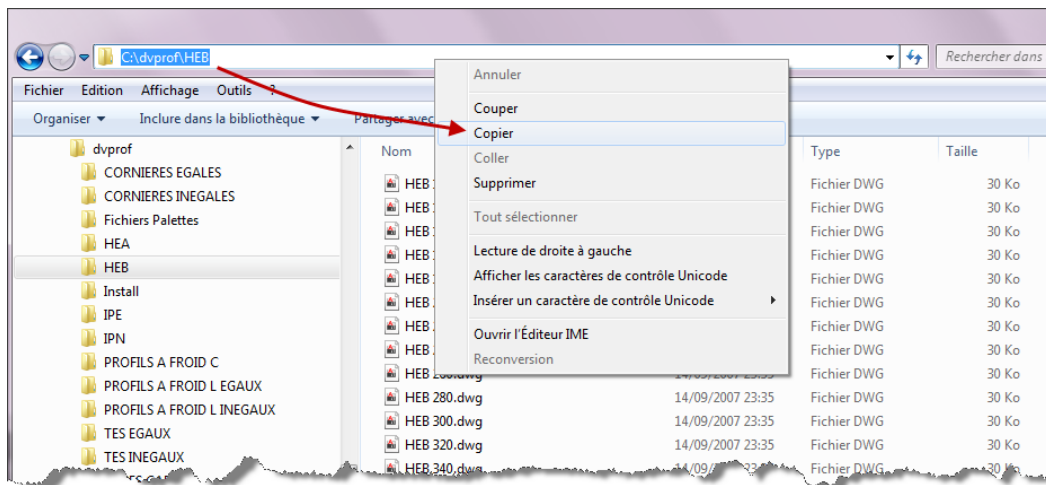 C:\dvprof\HEB
Rechercher dans
Fichier Edition Affichage Outils ?
Organiser Inclure dans la bibliothèque Partager avec
Annuler
Couper
Copier
Coller
Supprimer
Tout sélectionner
Lecture de droite à gauche
Afficher les caractères de contrôle Unicode
Insérer un caractère de contrôle Unicode
Ouvrir l'Éditeur IME
Reconversion
dvprof
CORNIERES EGALES
CORNIERES INEGALES
Fichiers Palettes
HEA
HEB
Install
IPE
IPN
PROFILS A FROID C
PROFILS A FROID L EGAUX
PROFILS A FROID L INEGAUX
TES EGAUX
TES INEGAUX
Nom Type Taille
HEB Fichier DWG 30 Ko
HEB Fichier DWG 30 Ko
HEB Fichier DWG 30 Ko
HEB Fichier DWG 30 Ko
HEB Fichier DWG 30 Ko
HEB Fichier DWG 30 Ko
HEB Fichier DWG 30 Ko
HEB Fichier DWG 30 Ko
HEB 260.dwg 14/09/2007 23:35 Fichier DWG 30 Ko
HEB 280.dwg 14/09/2007 23:35 Fichier DWG 30 Ko
HEB 300.dwg 14/09/2007 23:35 Fichier DWG 30 Ko
HEB 320.dwg 14/09/2007 23:35 Fichier DWG 30 Ko
HEB 340.dwg Fichier DWG